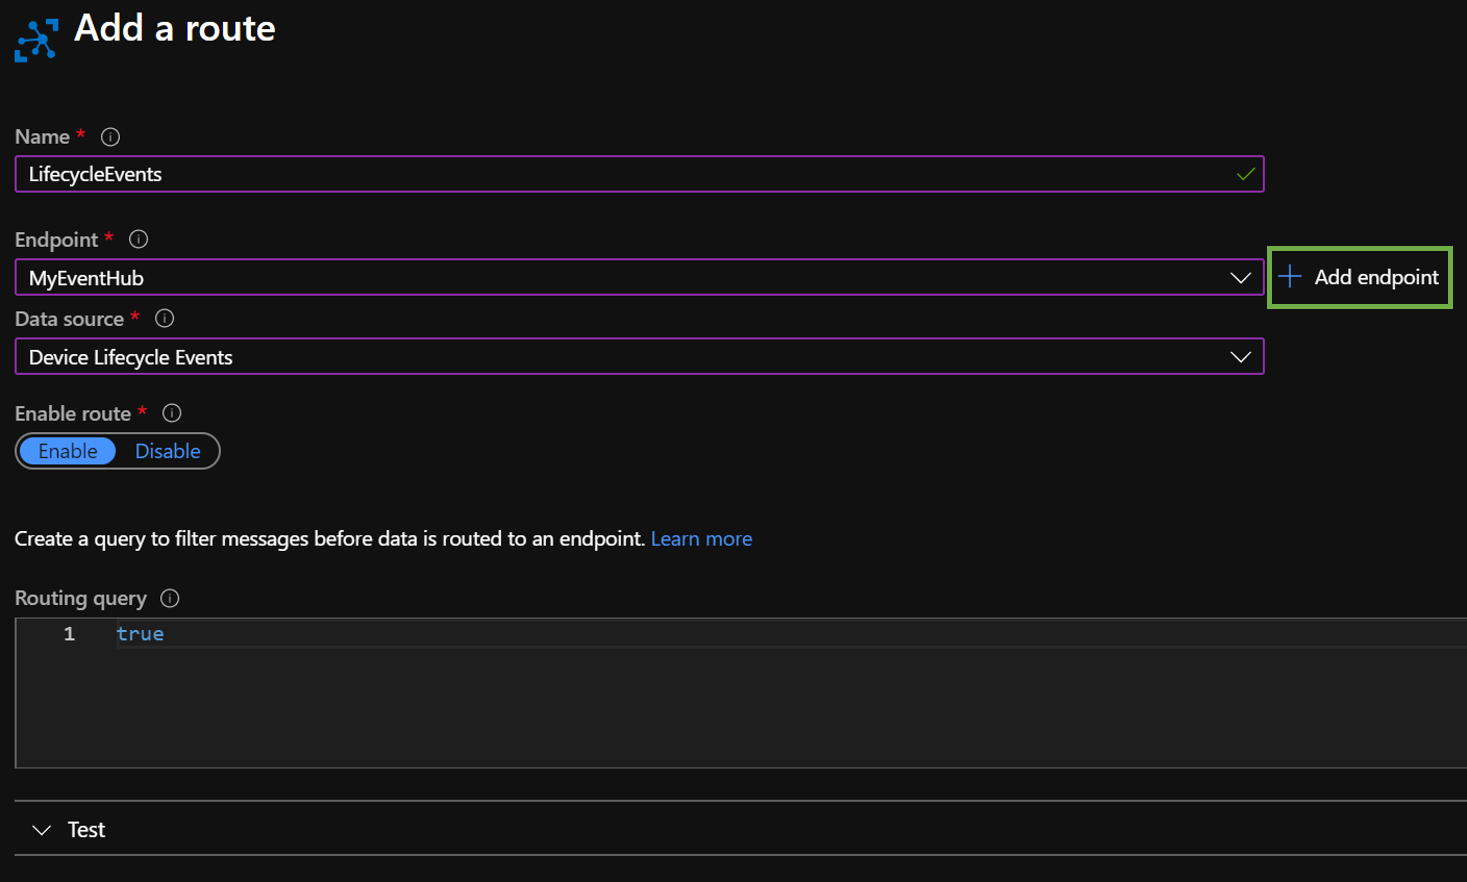 Add a route
Name *
LifecycleEvents
Endpoint *
MyEventHub
Add endpoint
Data source *
Device Lifecycle Events
Enable route *
Enable Disable
Create a query to filter messages before data is routed to an endpoint. Learn more
Routing query
1 true
Test